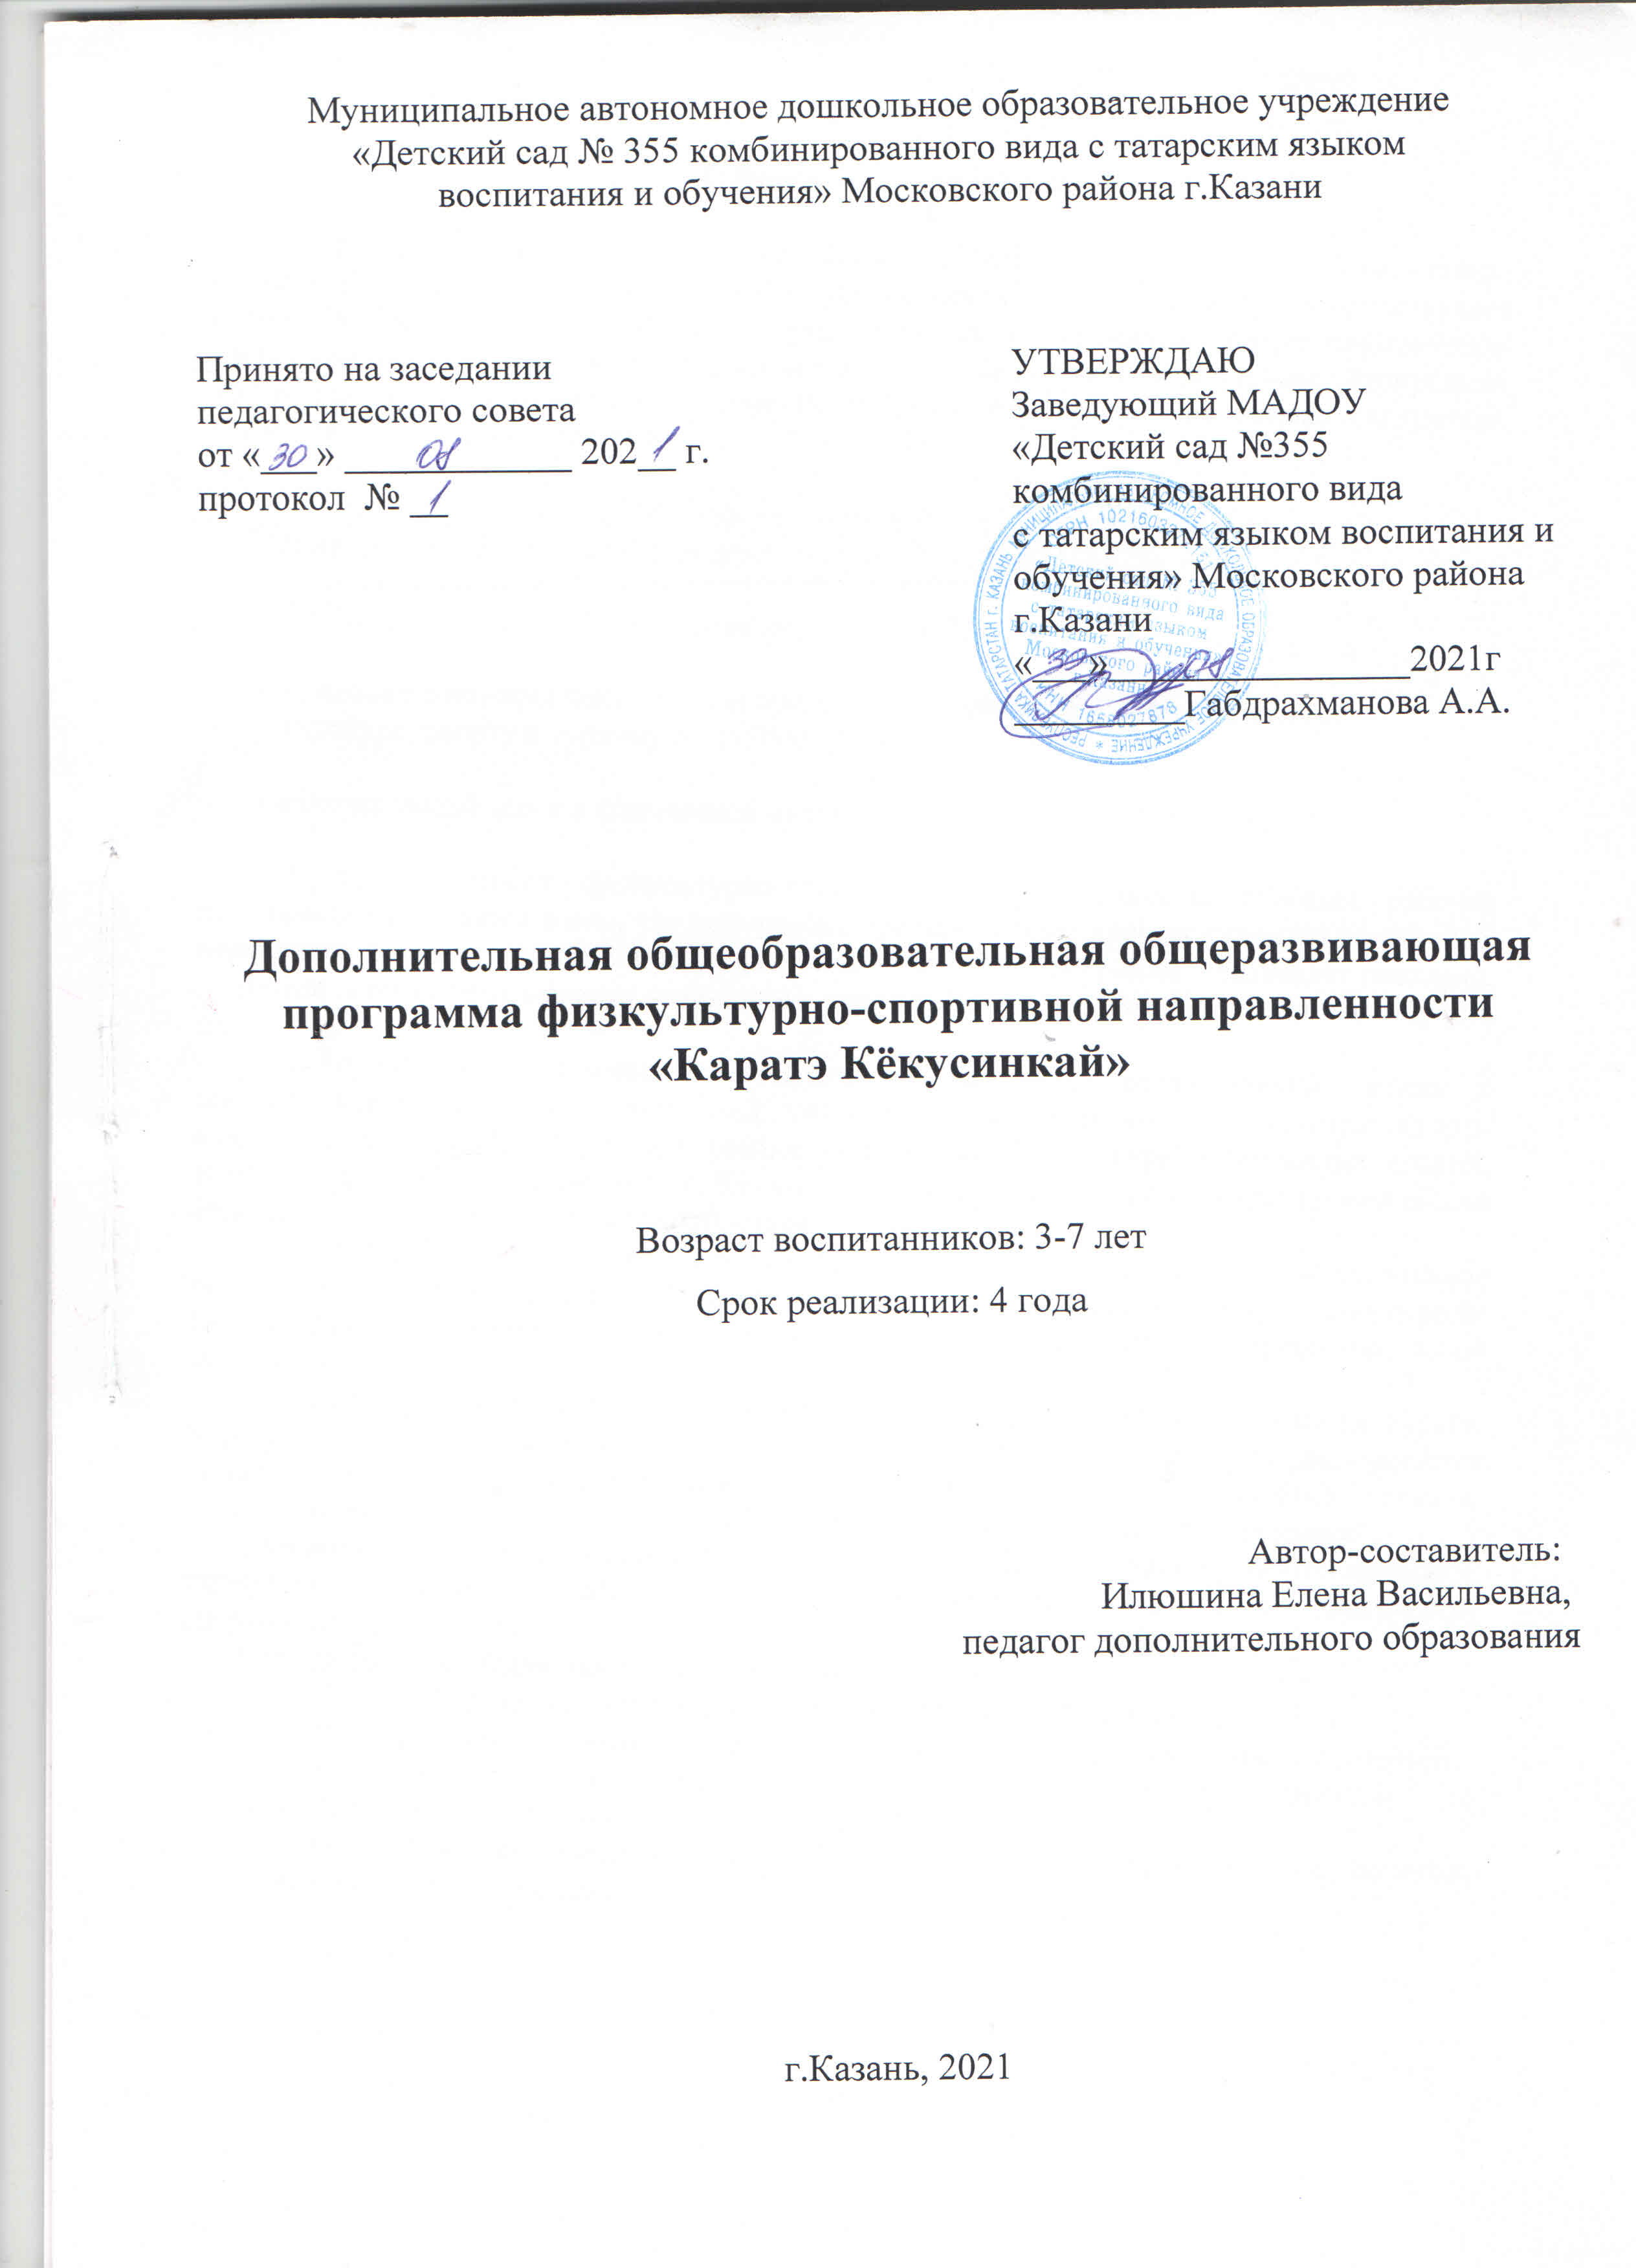 Муниципальное автономное дошкольное образовательное учреждение
«Детский сад № 355 комбинированного вида с татарским языком
воспитания и обучения» Московского района г.Казани
Принято на заседании
педагогического совета
от «30» 08 2021 г.
протокол № 1
УТВЕРЖДАЮ
Заведующий МАДОУ
«Детский сад №355
комбинированного вида
с татарским языком воспитания и
обучения» Московского района
г.Казани
«30» 08 2021г
Габдрахманова А.А.
Дополнительная общеобразовательная общеразвивающая
программа физкультурно-спортивной направленности
«Каратэ Кёкусинкай»
Возраст воспитанников: 3-7 лет
Срок реализации: 4 года
Автор-составитель:
Илюшина Елена Васильевна,
педагог дополнительного образования
г.Казань, 2021